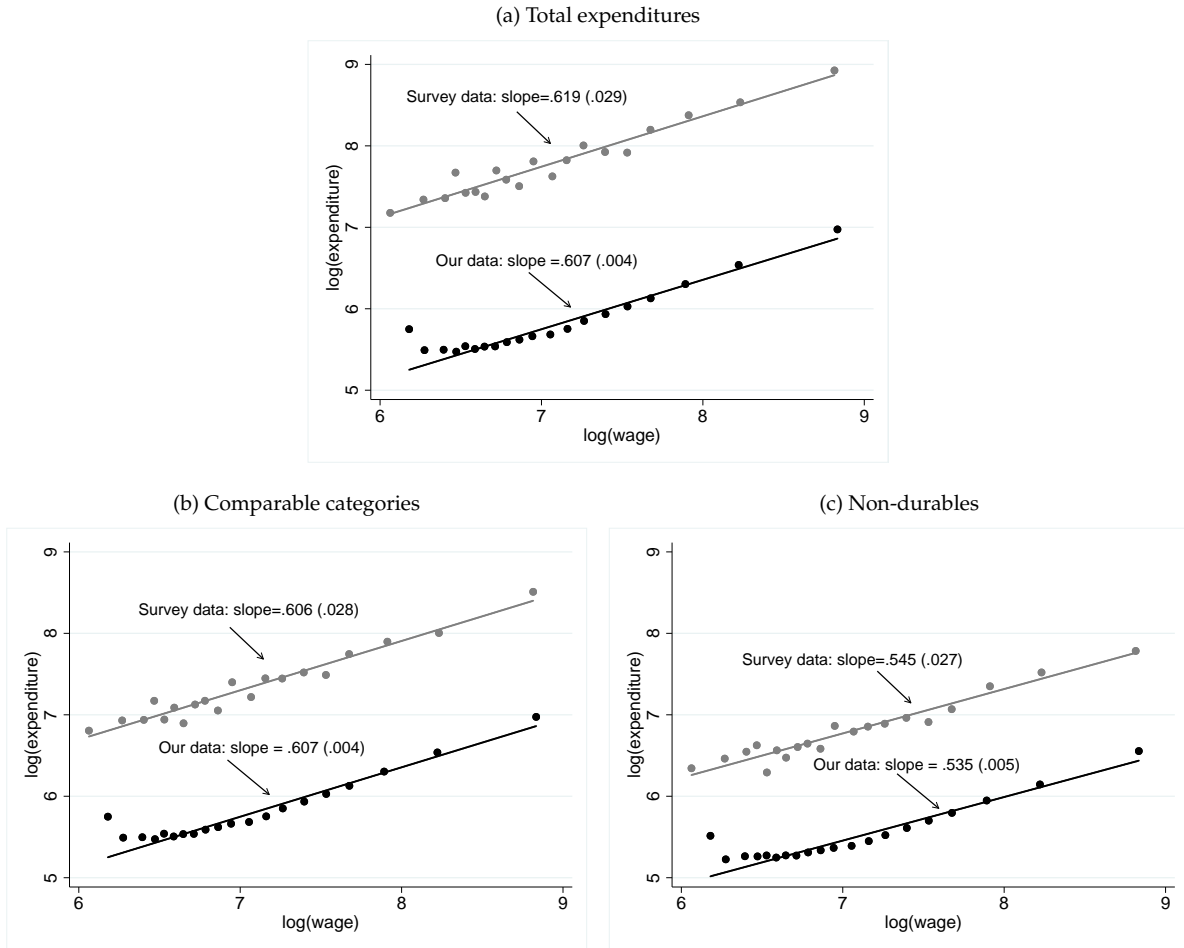 (a) Total expenditures
9
8
7
6
5
log(expenditure)
Survey data: slope=.619 (.029)
Our data: slope =.607 (.004)
6 7 8 9
log(wage)
(b) Comparable categories
9
8
7
6
5
log(expenditure)
Survey data: slope=.606 (.028)
Our data: slope = .607 (.004)
6 7 8 9
log(wage)
(c) Non-durables
9
8
7
6
5
log(expenditure)
Survey data: slope=.545 (.027)
Our data: slope = .535 (.005)
6 7 8 9
log(wage)